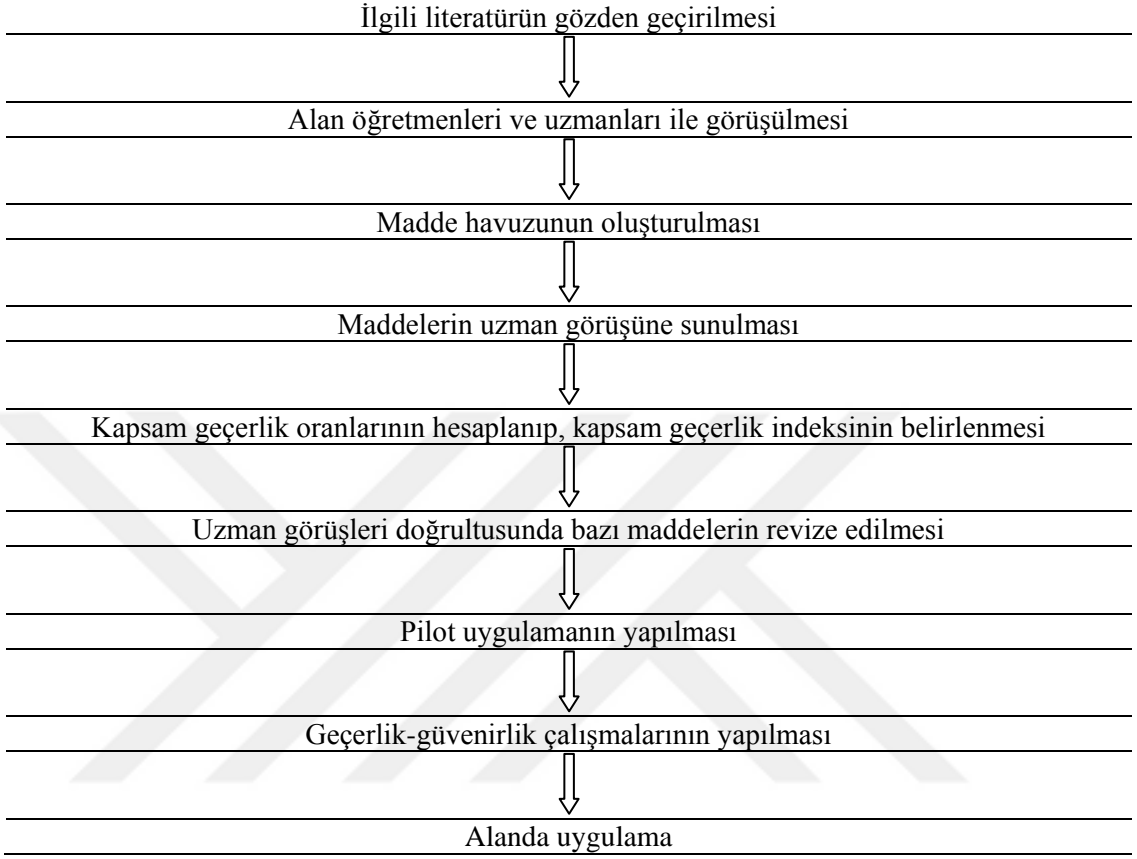 İlgili literatürün gözden geçirilmesi
Alan öğretmenleri ve uzmanları ile görüşülmesi
Madde havuzunun oluşturulması
Maddelerin uzman görüşüne sunulması
Kapsam geçerlik oranlarının hesaplanıp, kapsam geçerlik indeksinin belirlenmesi
Uzman görüşleri doğrultusunda bazı maddelerin revize edilmesi
Pilot uygulamanın yapılması
Geçerlik-güvenirlik çalışmalarının yapılması
Alanda uygulama